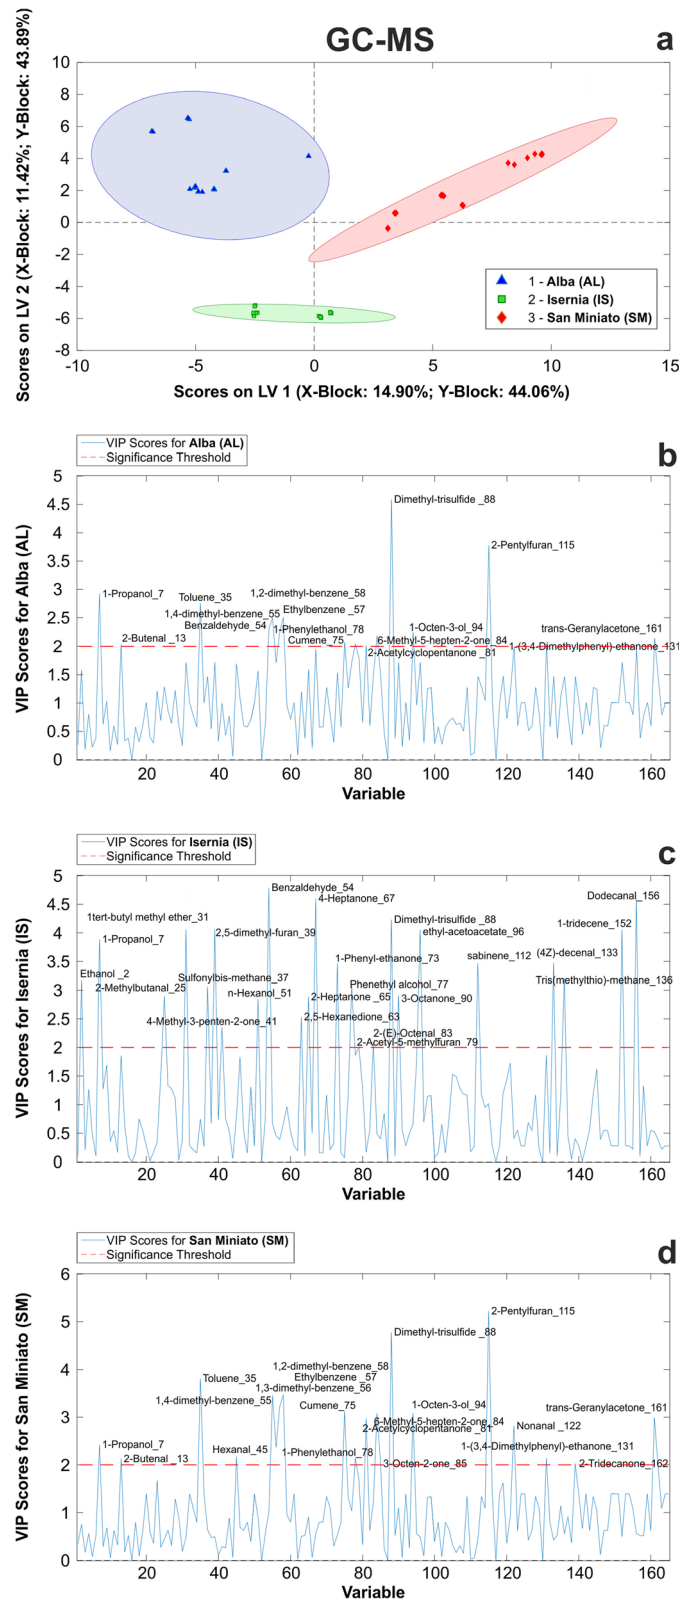 GC-MS
a
Scores on LV 2 (X-Block: 11.42%; Y-Block: 43.89%)
10
8
6
4
2
0
-2
-4
-6
-8
1 - Alba (AL)
2 - Isernia (IS)
3 - San Miniato (SM)
-10 -5 0 5 10 15
Scores on LV 1 (X-Block: 14.90%; Y-Block: 44.06%)
VIP Scores for Alba (AL)
Significance Threshold
b
VIP Scores for Alba (AL)
5
4.5
4
3.5
3
2.5
2
1.5
1
0.5
0
Dimethyl-trisulfide _88
2-Pentylfuran_115
1-Propanol_7
Toluene_35
1,2-dimethyl-benzene_58
1,4-dimethyl-benzene_55
Ethylbenzene _57
Benzaldehyde_54
1-Phenylethanol_78
1-Octen-3-ol_94
trans-Geranylacetone_161
2-Butenal _13
Cumene_75
6-Methyl-5-hepten-2-one_84
1-(3,4-Dimethylphenyl)-ethanone_131
2-Acetylcyclopentanone _81
20 40 60 80 100 120 140 160
Variable
VIP Scores for Isernia (IS)
Significance Threshold
c
VIP Scores for Isernia (IS)
5
4.5
4
3.5
3
2.5
2
1.5
1
0.5
0
Benzaldehyde_54
4-Heptanone_67
Dodecanal_156
1tert-butyl methyl ether_31
Dimethyl-trisulfide _88
1-tridecene_152
1-Propanol_7
2,5-dimethyl-furan_39
ethyl-acetoacetate_96
1-Phenyl-ethanone_73
sabinene_112
(4Z)-decenal_133
Ethanol _2
2-Methylbutanal_25
Sulfonylbis-methane_37
Phenethyl alcohol_77
Tris(methylthio)-methane_136
n-Hexanol_51
2-Heptanone _65
3-Octanone_90
4-Methyl-3-penten-2-one_41
2,5-Hexanedione_63
2-(E)-Octenal_83
2-Acetyl-5-methylfuran_79
20 40 60 80 100 120 140 160
Variable
VIP Scores for San Miniato (SM)
Significance Threshold
d
VIP Scores for San Miniato (SM)
6
5
4
3
2
1
0
2-Pentylfuran_115
Dimethyl-trisulfide _88
1,2-dimethyl-benzene_58
Toluene_35
Ethylbenzene _57
1,3-dimethyl-benzene_56
1,4-dimethyl-benzene_55
Cumene_75
1-Octen-3-ol_94
trans-Geranylacetone_161
6-Methyl-5-hepten-2-one_84
2-Acetylcyclopentanone _81
Nonanal _122
1-Propanol_7
Hexanal_45
1-Phenylethanol_78
1-(3,4-Dimethylphenyl)-ethanone_131
2-Butenal _13
3-Octen-2-one_85
2-Tridecanone_162
20 40 60 80 100 120 140 160
Variable